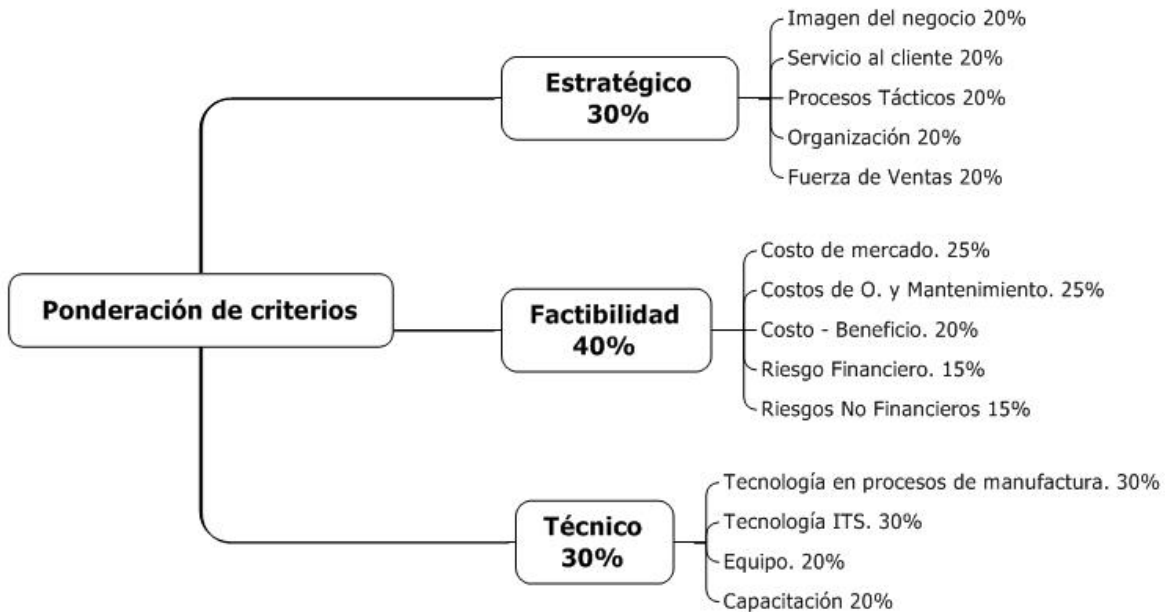 Ponderación de criterios
Estratégico
30%
Imagen del negocio 20%
Servicio al cliente 20%
Procesos Tácticos 20%
Organización 20%
Fuerza de Ventas 20%
Factibilidad
40%
Costo de mercado. 25%
Costos de O. y Mantenimiento. 25%
Costo - Beneficio. 20%
Riesgo Financiero. 15%
Riesgos No Financieros 15%
Técnico
30%
Tecnología en procesos de manufactura. 30%
Tecnología ITS. 30%
Equipo. 20%
Capacitación 20%